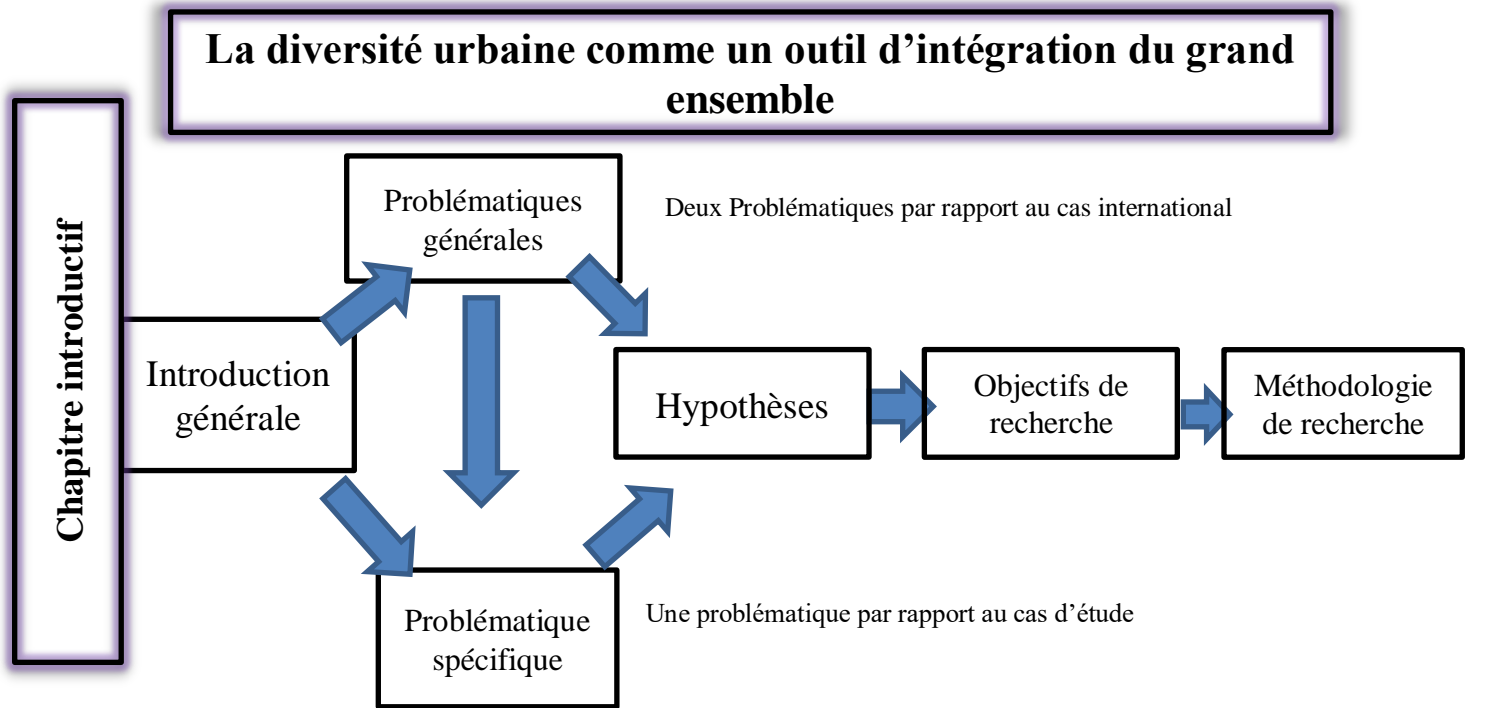 La diversité urbaine comme un outil d’intégration du grand
ensemble
Chapitre introductif
Introduction
générale
Problématiques
générales
Deux Problématiques par rapport au cas international
Problématique
spécifique
Une problématique par rapport au cas d’étude
Hypothèses
Objectifs de
recherche
Méthodologie
de recherche